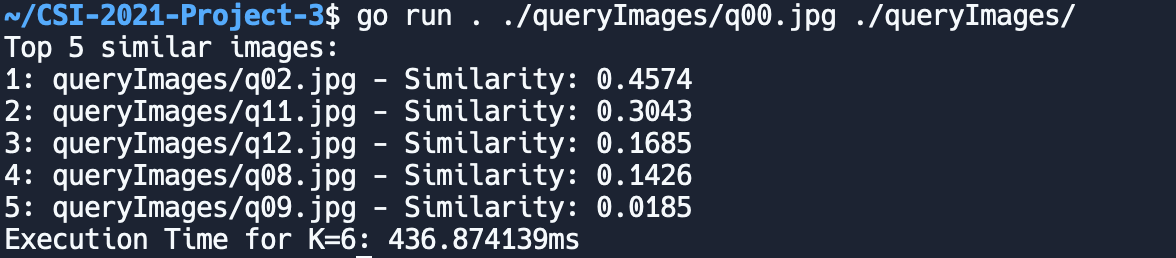 ~/CSI-2021-Project-3$ go run . ./queryImages/q00.jpg ./queryImages/
Top 5 similar images:
1: queryImages/q02.jpg - Similarity: 0.4574
2: queryImages/q11.jpg - Similarity: 0.3043
3: queryImages/q12.jpg - Similarity: 0.1685
4: queryImages/q08.jpg - Similarity: 0.1426
5: queryImages/q09.jpg - Similarity: 0.0185
Execution Time for K=6: 436.874139ms